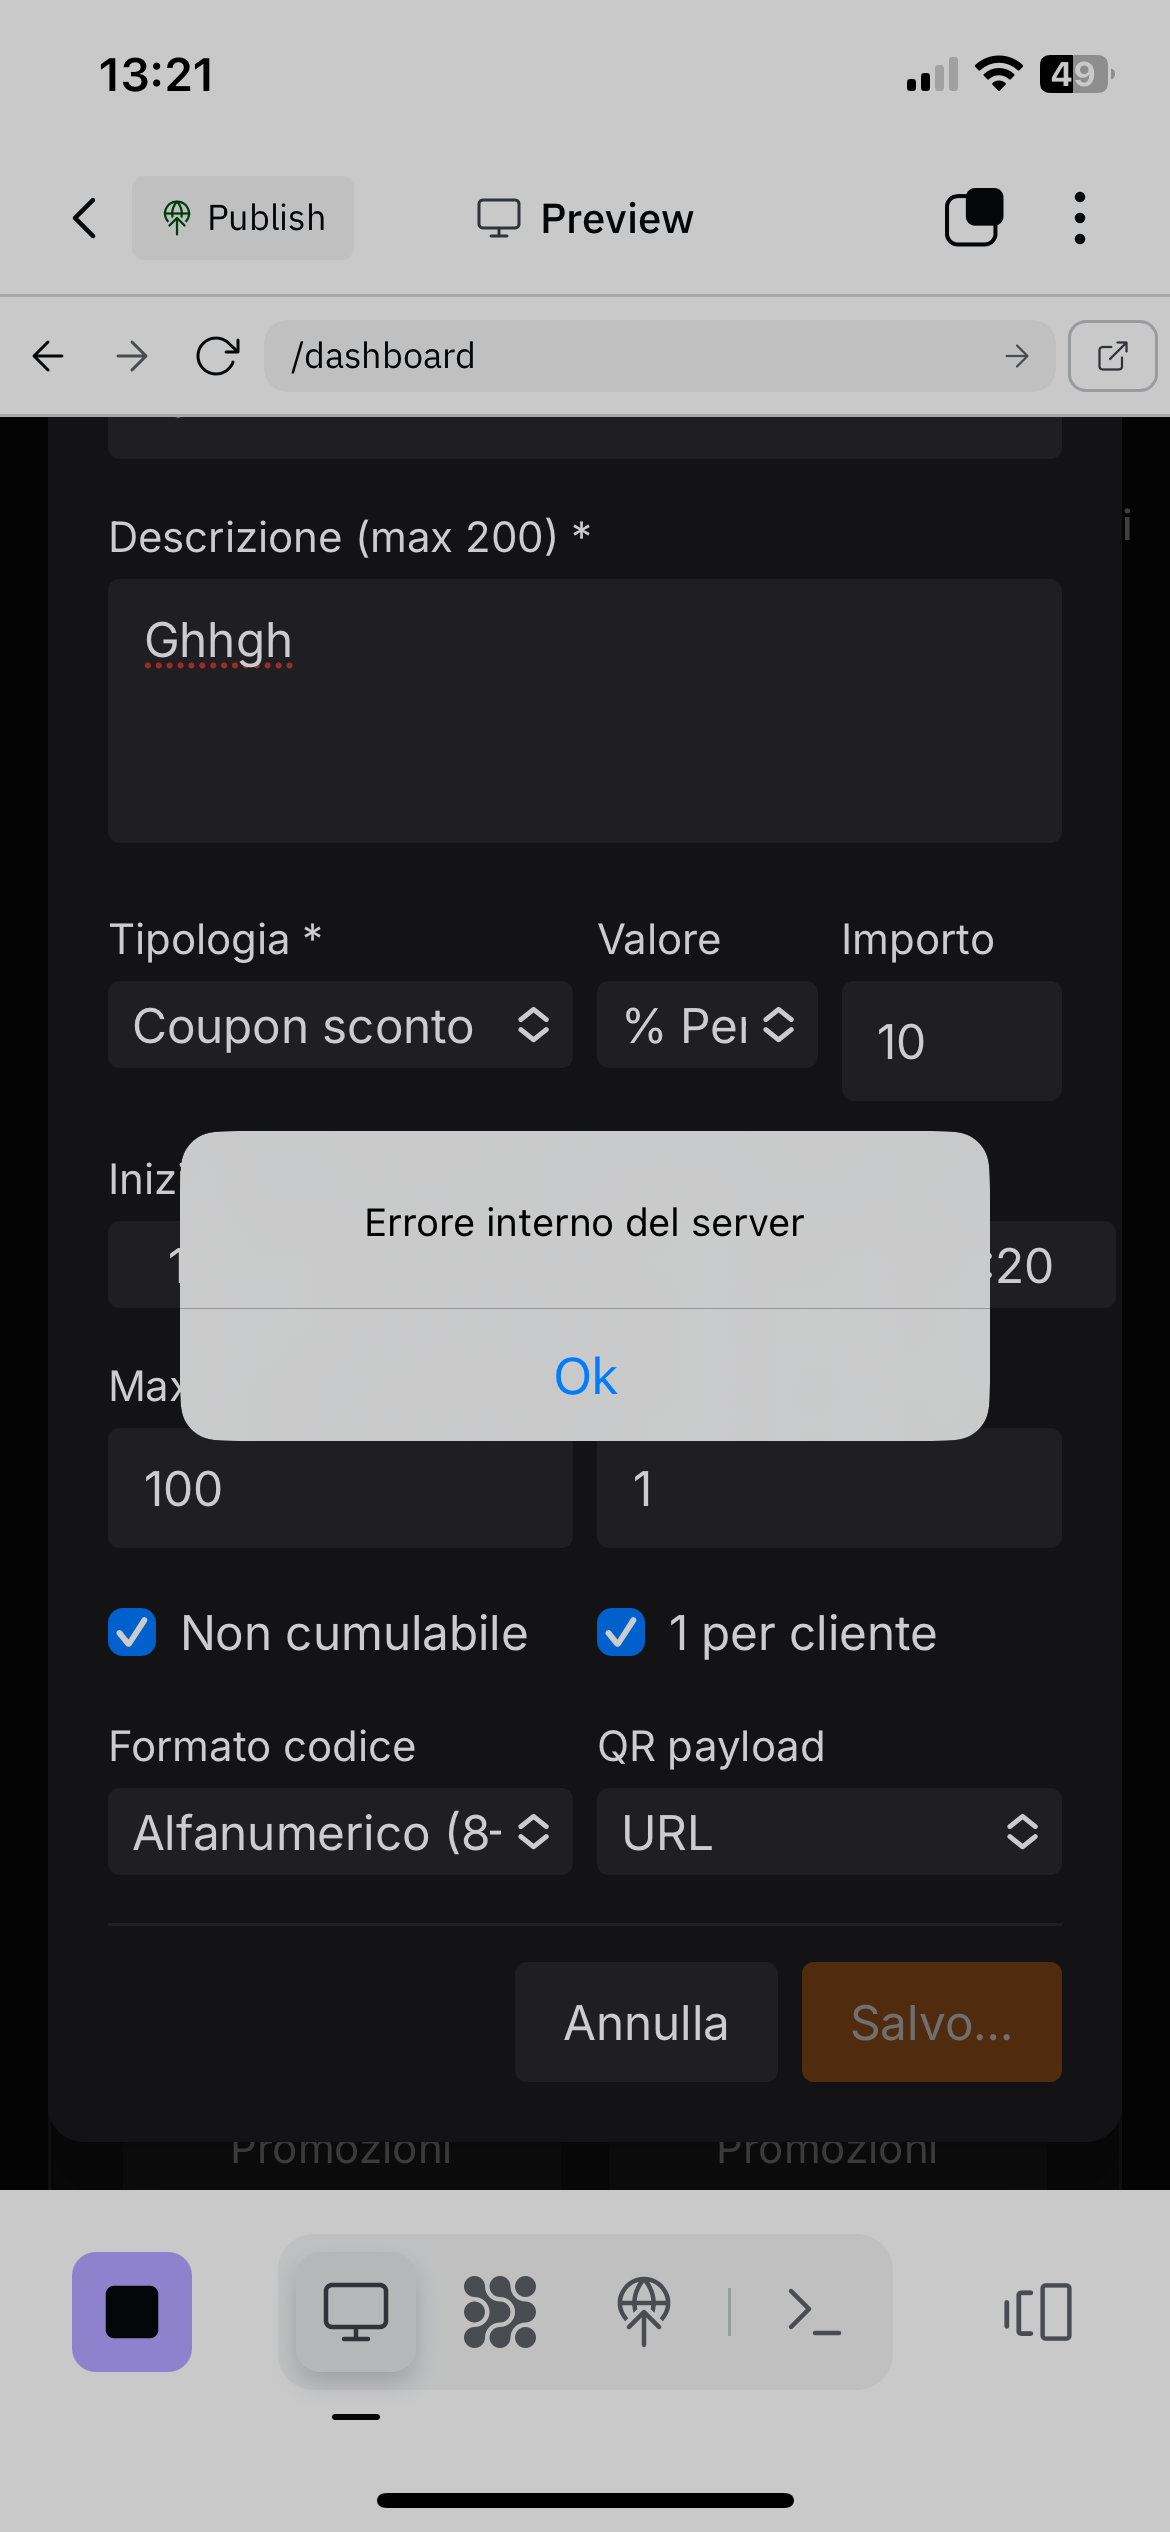 13:21
49
Publish
Preview
/dashboard
i
Descrizione (max 200) *
Ghhgh
Tipologia *
Valore
Importo
Coupon sconto
% Per
10
Inizi
1
:20
Errore interno del server
Ok
Max
100
1
Non cumulabile
1 per cliente
Formato codice
QR payload
Alfanumerico (8-
URL
Annulla
Salvo...
Promozioni
Promozioni